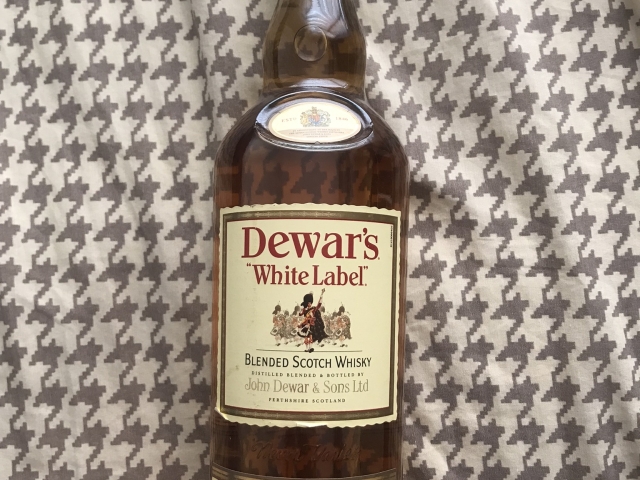 Dewar's
"White Label".
Blended Scotch Whisky
DISTILLED BLENDED & BOTTLED BY
John Dewar & Sons Ltd
PERTHSHIRE SCOTLAND